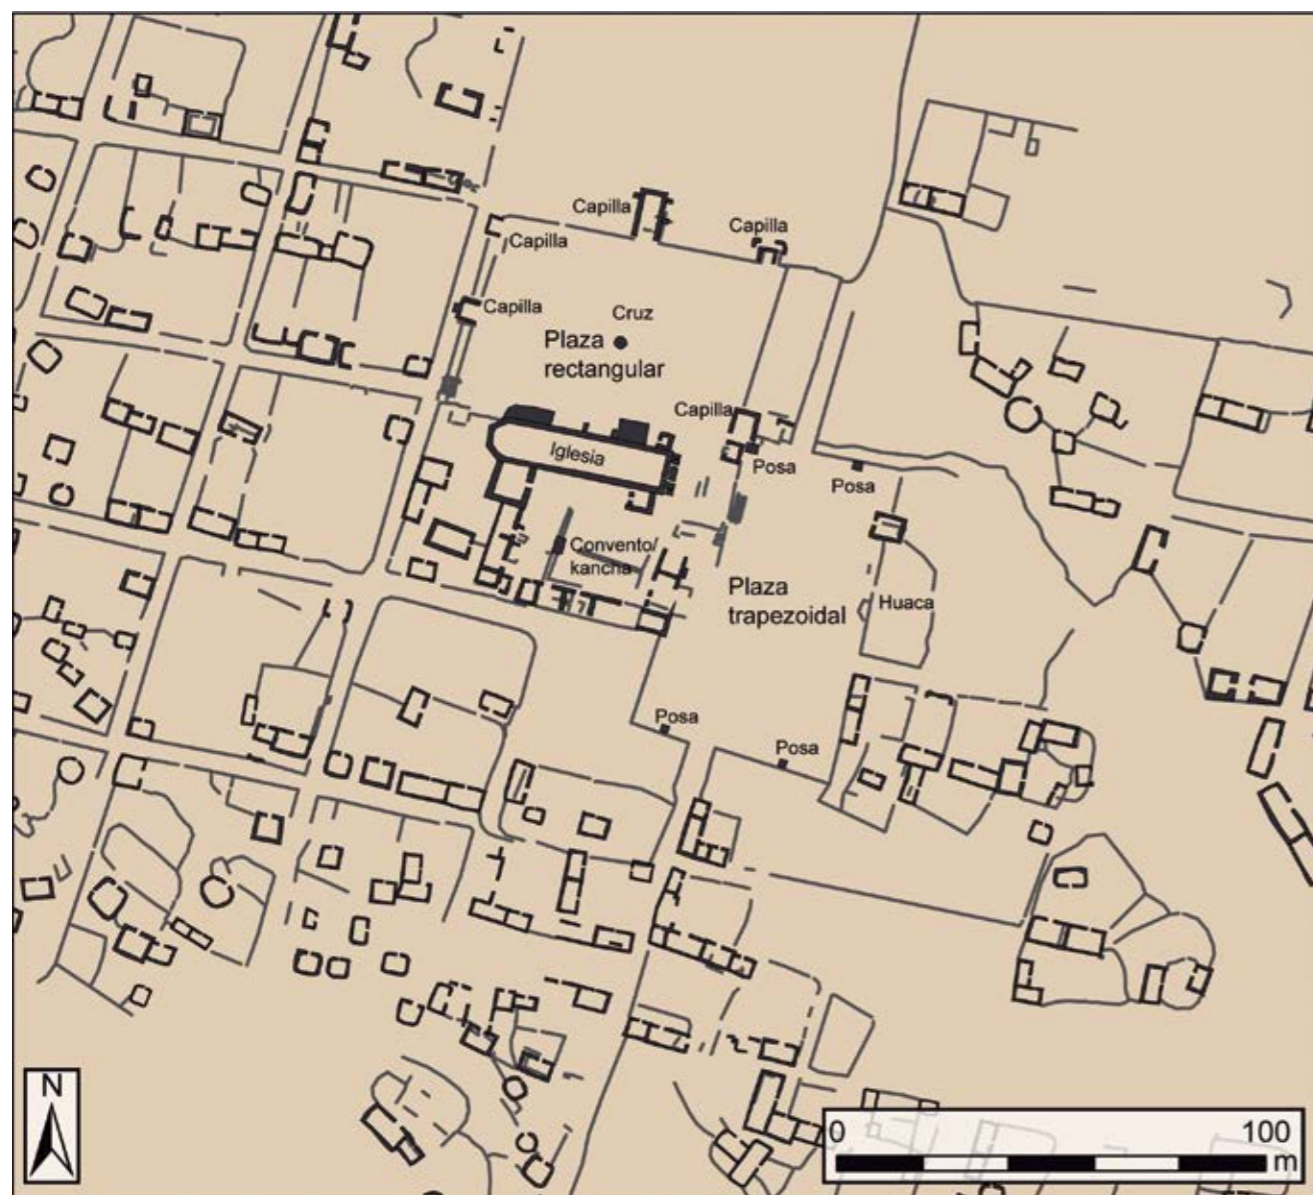 Capilla
Capilla
Capilla
Capilla
Cruz
Plaza
rectangular
Capilla
Iglesia
Posa
Posa
Convento/
kancha
Plaza
trapezoidal
Huaca
Posa
Posa
N
0 100
m